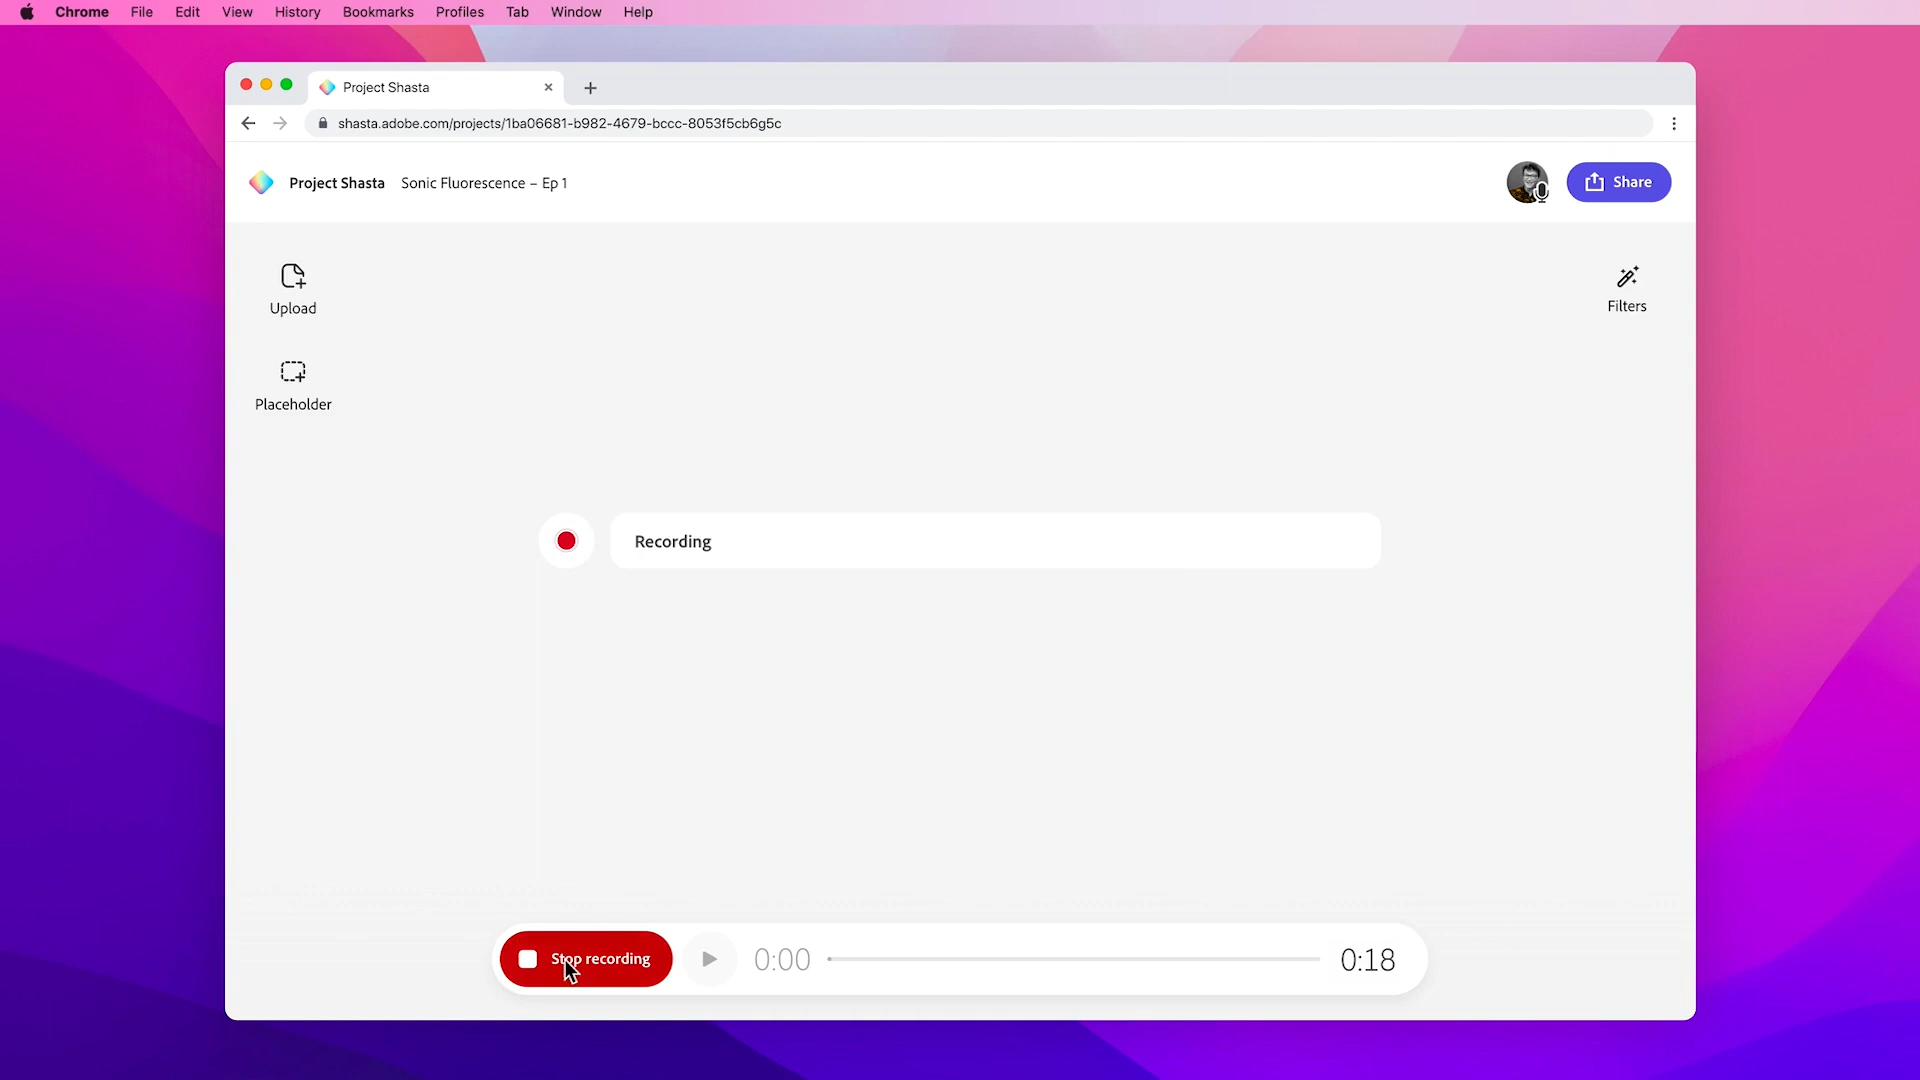 Chrome File Edit View History Bookmarks Profiles Tab Window Help
Project Shasta
shasta.adobe.com/projects/1ba06681-b982-4679-bccc-8053f5cb6g5c
Project Shasta Sonic Fluorescence – Ep 1
Share
Upload
Filters
Placeholder
Recording
Stop recording 0:00 0:18